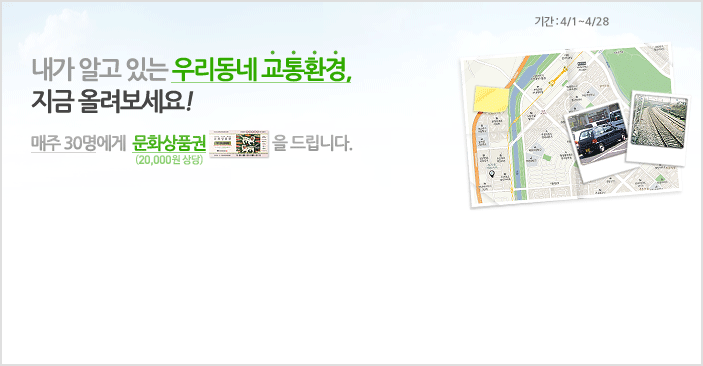 기간 : 4/1~4/28
내가 알고 있는 우리동네 교통환경,
지금 올려보세요!
매주 30명에게 문화상품권 을 드립니다.
(20,000원 상당)